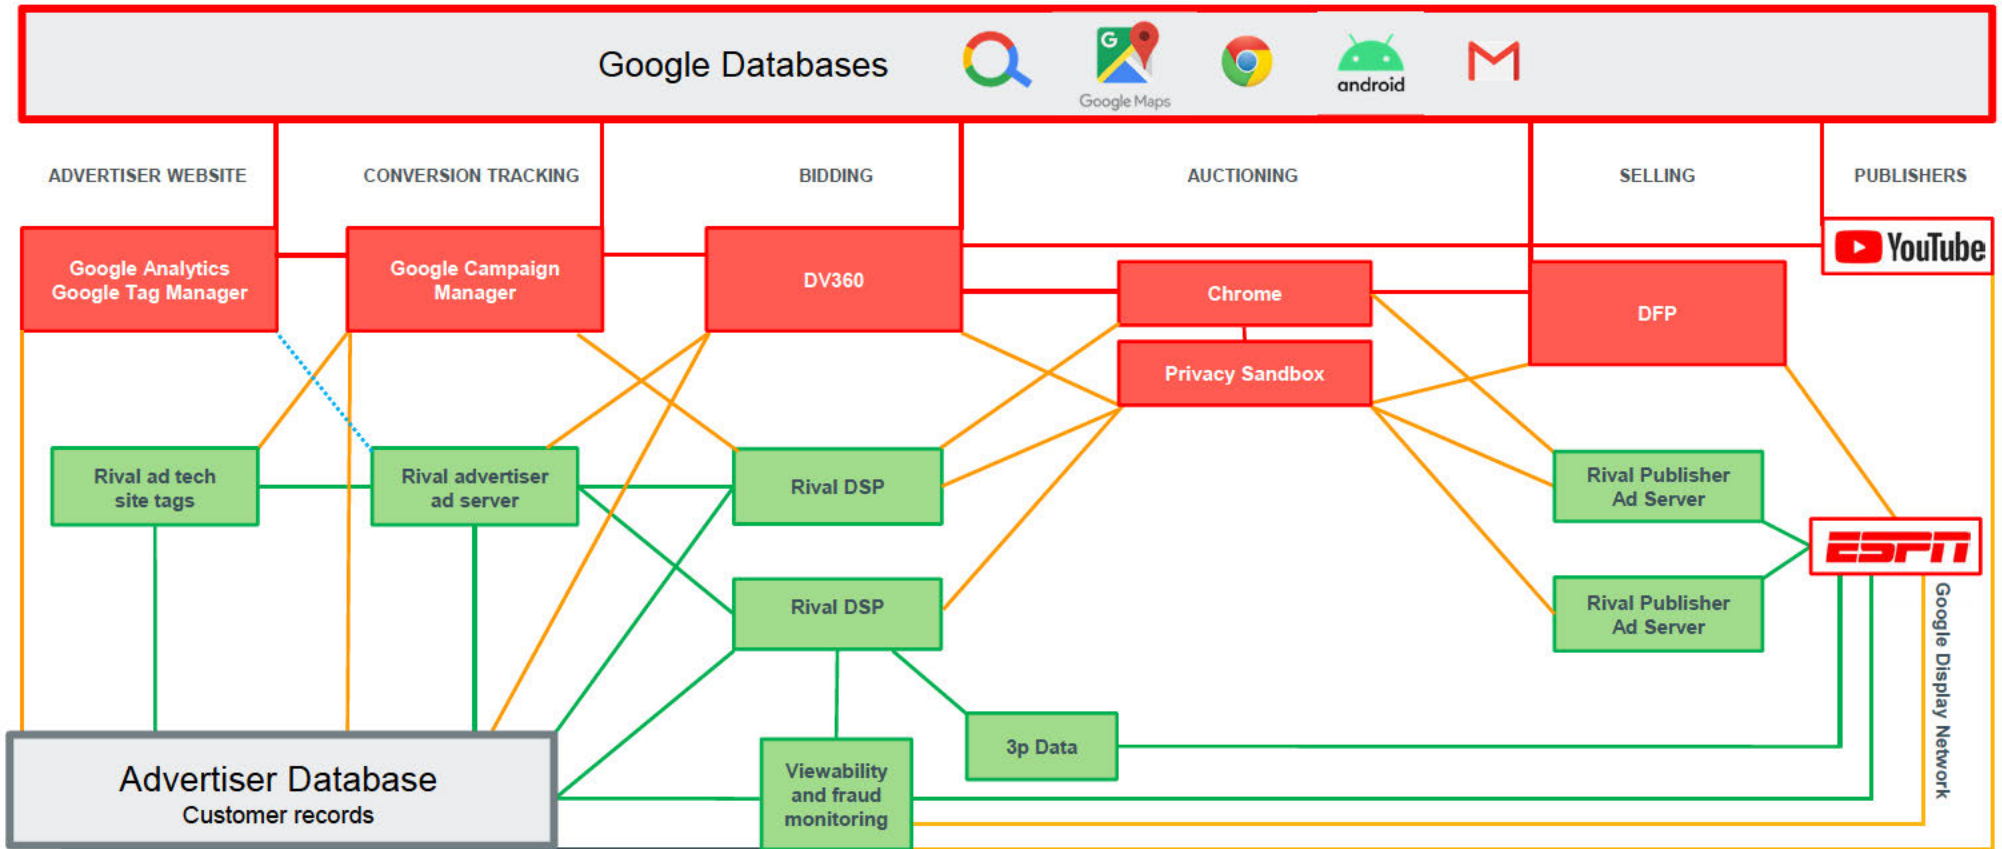 Google Databases
G
Google Maps
android
ADVERTISER WEBSITE
CONVERSION TRACKING
BIDDING
AUCTIONING
SELLING
PUBLISHERS
Google Analytics
Google Tag Manager
Google Campaign
Manager
DV360
Chrome
Privacy Sandbox
DFP
YouTube
Rival ad tech
site tags
Rival advertiser
ad server
Rival DSP
Rival Publisher
Ad Server
ESPN
Rival DSP
Rival Publisher
Ad Server
Google Display Network
3p Data
Viewability
and fraud
monitoring
Advertiser Database
Customer records